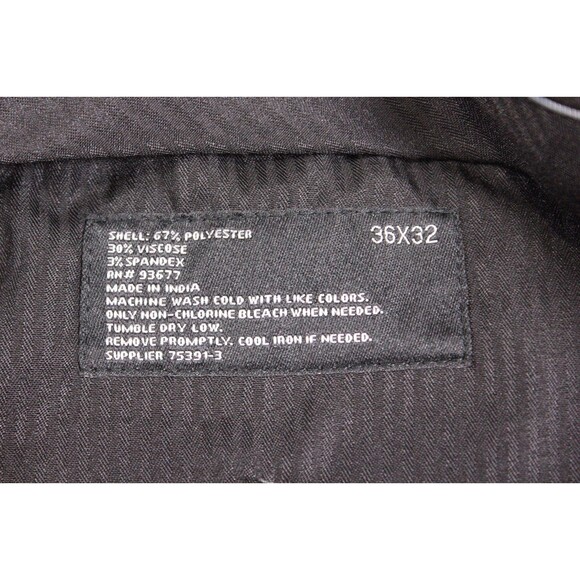 SHELL: 67% POLYESTER
30% VISCOSE
3% SPANDEX
RN# 93677
MADE IN INDIA
MACHINE WASH COLD WITH LIKE COLORS.
ONLY NON-CHLORINE BLEACH WHEN NEEDED.
TUMBLE DRY LOW.
REMOVE PROMPTLY. COOL IRON IF NEEDED.
SUPPLIER 75391-3
36X32